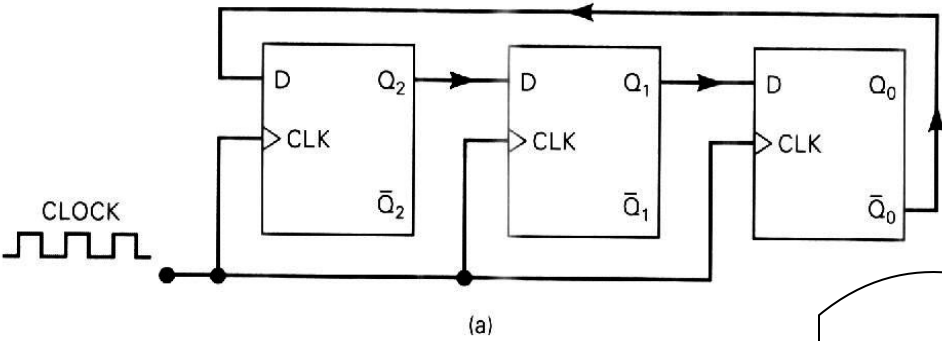 D Q₂ D Q₁ D Q₀
CLK CLK CLK
Q̄₂ Q̄₁ Q̄₀
CLOCK
(a)